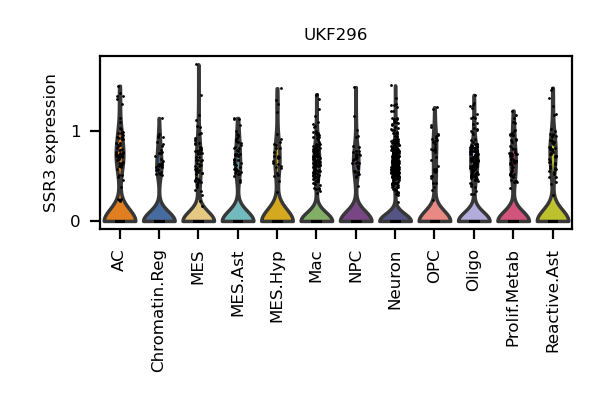 UKF296
SSR3 expression
1
0
AC
Chromatin.Reg
MES
MES.Ast
MES.Hyp
Mac
NPC
Neuron
OPC
Oligo
Prolif.Metab
Reactive.Ast